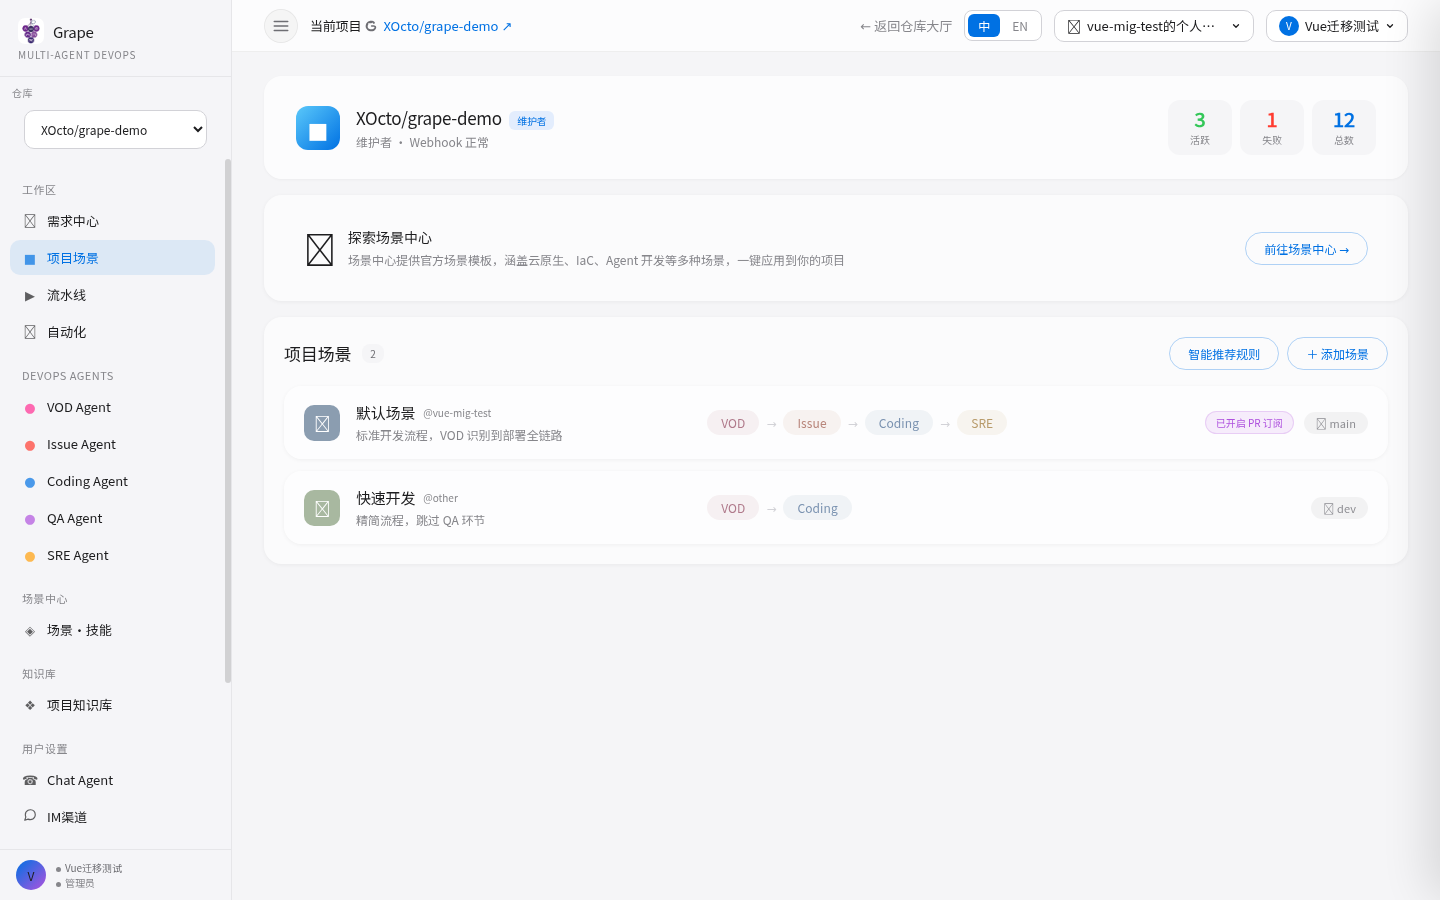 Grape
MULTI-AGENT DEVOPS
仓库
XOcto/grape-demo
工作区
需求中心
项目场景
流水线
自动化
DEVOPS AGENTS
VOD Agent
Issue Agent
Coding Agent
QA Agent
SRE Agent
场景中心
场景・技能
知识库
项目知识库
用户设置
Chat Agent
IM渠道
V
Vue迁移测试
管理员
当前项目 G XOcto/grape-demo ↗
← 返回仓库大厅
中 EN
vue-mig-test的个人…
V Vue迁移测试
XOcto/grape-demo 维护者
维护者 · Webhook 正常
3 活跃
1 失败
12 总数
探索场景中心
场景中心提供官方场景模板，涵盖云原生、IaC、Agent 开发等多种场景，一键应用到你的项目
前往场景中心 →
项目场景 2
智能推荐规则
＋ 添加场景
默认场景 @vue-mig-test
标准开发流程，VOD 识别到部署全链路
VOD → Issue → Coding → SRE
已开启 PR 订阅
main
快速开发 @other
精简流程，跳过 QA 环节
VOD → Coding
dev